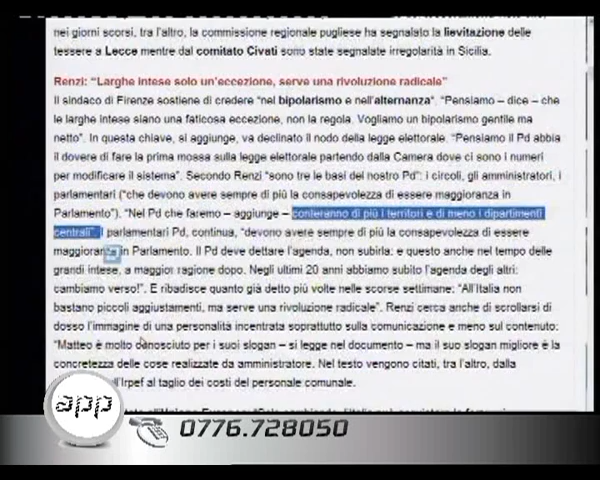 nei giorni scorsi, tra l'altro, la commissione regionale pugliese ha segnalato la lievitazione delle
tessere a Lecce mentre dal comitato Civati sono state segnalate irregolarità in Sicilia.
Renzi: "Larghe intese solo un'eccezione, serve una rivoluzione radicale"
Il sindaco di Firenze sostiene di credere "nel bipolarismo e nell'alternanza". "Pensiamo – dice – che
le larghe intese siano una faticosa eccezione, non la regola. Vogliamo un bipolarismo gentile ma
netto". In questa chiave, si aggiunge, va declinato il nodo della legge elettorale. "Pensiamo il Pd abbia
il dovere di fare la prima mossa sulla legge elettorale partendo dalla Camera dove ci sono i numeri
per modificare il sistema". Secondo Renzi "sono tre le basi del nostro Pd": i circoli, gli amministratori, i
parlamentari ("che devono avere sempre di più la consapevolezza di essere maggioranza in
Parlamento"). "Nel Pd che faremo – aggiunge – conteranno di più i territori e di meno i dipartimenti
centrali". I parlamentari Pd, continua, "devono avere sempre di più la consapevolezza di essere
maggioranza in Parlamento. Il Pd deve dettare l'agenda, non subirla: e questo anche nel tempo delle
grandi intese, a maggior ragione dopo. Negli ultimi 20 anni abbiamo subito l'agenda degli altri:
cambiamo verso!". E ribadisce quanto già detto più volte nelle scorse settimane: "All'Italia non
bastano piccoli aggiustamenti, ma serve una rivoluzione radicale". Renzi cerca anche di scrollarsi di
dosso l'immagine di una personalità incentrata soprattutto sulla comunicazione e meno sul contenuto:
"Matteo è molto conosciuto per i suoi slogan – si legge nel documento – ma il suo slogan migliore è la
concretezza delle cose realizzate da amministratore. Nel testo vengono citati, tra l'altro, dalla
ll'Irpef al taglio dei costi del personale comunale.
app
0776.728050